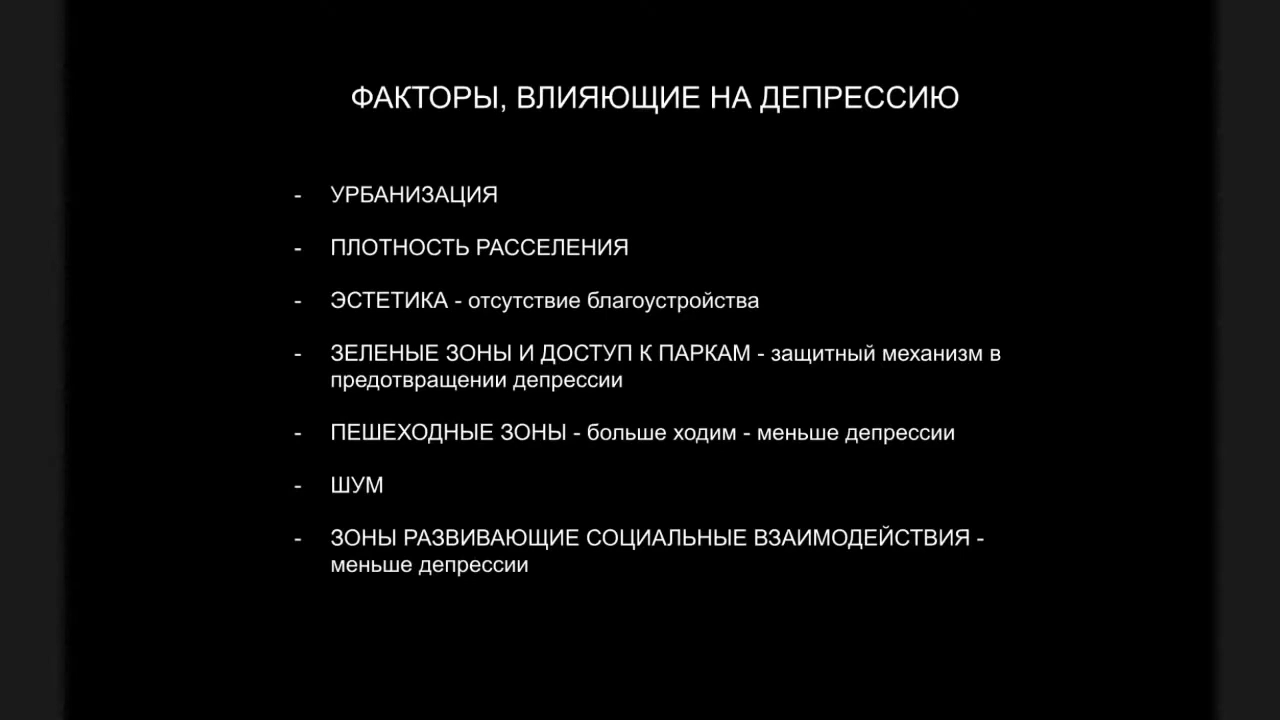 ФАКТОРЫ, ВЛИЯЮЩИЕ НА ДЕПРЕССИЮ
- УРБАНИЗАЦИЯ
- ПЛОТНОСТЬ РАССЕЛЕНИЯ
- ЭСТЕТИКА - отсутствие благоустройства
- ЗЕЛЕНЫЕ ЗОНЫ И ДОСТУП К ПАРКАМ - защитный механизм в
предотвращении депрессии
- ПЕШЕХОДНЫЕ ЗОНЫ - больше ходим - меньше депрессии
- ШУМ
- ЗОНЫ РАЗВИВАЮЩИЕ СОЦИАЛЬНЫЕ ВЗАИМОДЕЙСТВИЯ -
меньше депрессии